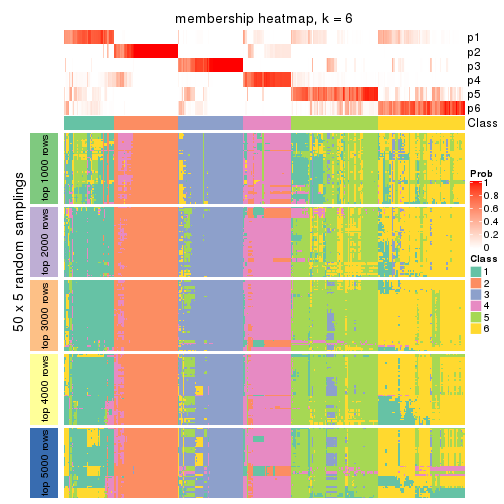 membership heatmap, k = 6
p1
p2
p3
p4
p5
p6
Class
50 x 5 random samplings
top 1000 rows
top 2000 rows
top 3000 rows
top 4000 rows
top 5000 rows
Prob
1
0.8
0.6
0.4
0.2
0
Class
1
2
3
4
5
6